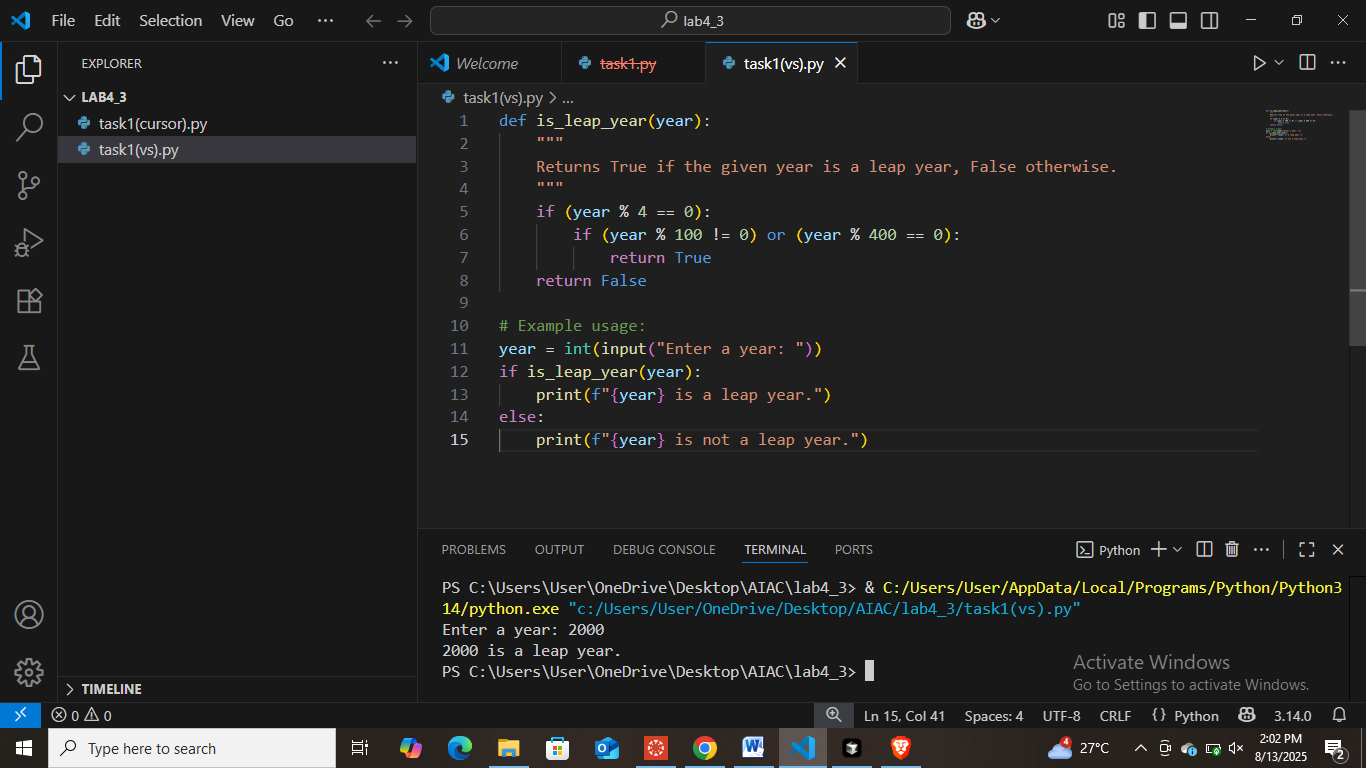 File Edit Selection View Go ··· lab4_3
EXPLORER ···
LAB4_3
task1(cursor).py
task1(vs).py
TIMELINE
Welcome task1.py task1(vs).py
task1(vs).py > ...
1 def is_leap_year(year):
2 """
3 Returns True if the given year is a leap year, False otherwise.
4 """
5 if (year % 4 == 0):
6 if (year % 100 != 0) or (year % 400 == 0):
7 return True
8 return False
9
10 # Example usage:
11 year = int(input("Enter a year: "))
12 if is_leap_year(year):
13 print(f"{year} is a leap year.")
14 else:
15 print(f"{year} is not a leap year.")
PROBLEMS OUTPUT DEBUG CONSOLE TERMINAL PORTS Python
PS C:\Users\User\OneDrive\Desktop\AIAC\lab4_3> & C:/Users/User/AppData/Local/Programs/Python/Python3
14/python.exe "c:/Users/User/OneDrive/Desktop/AIAC/lab4_3/task1(vs).py"
Enter a year: 2000
2000 is a leap year.
PS C:\Users\User\OneDrive\Desktop\AIAC\lab4_3>
Activate Windows
Go to Settings to activate Windows.
0 0 Ln 15, Col 41 Spaces: 4 UTF-8 CRLF {} Python 3.14.0
Type here to search 4 27°C 2:02 PM
8/13/2025 2